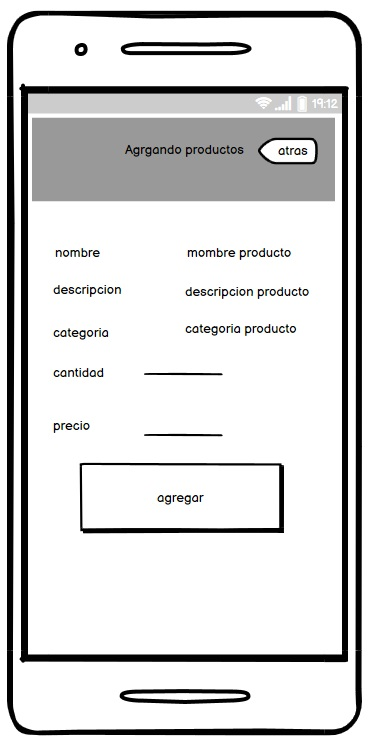 19:12
Agrgando productos atras
nombre mombre producto
descripcion descripcion producto
categoria categoria producto
cantidad
precio
agregar